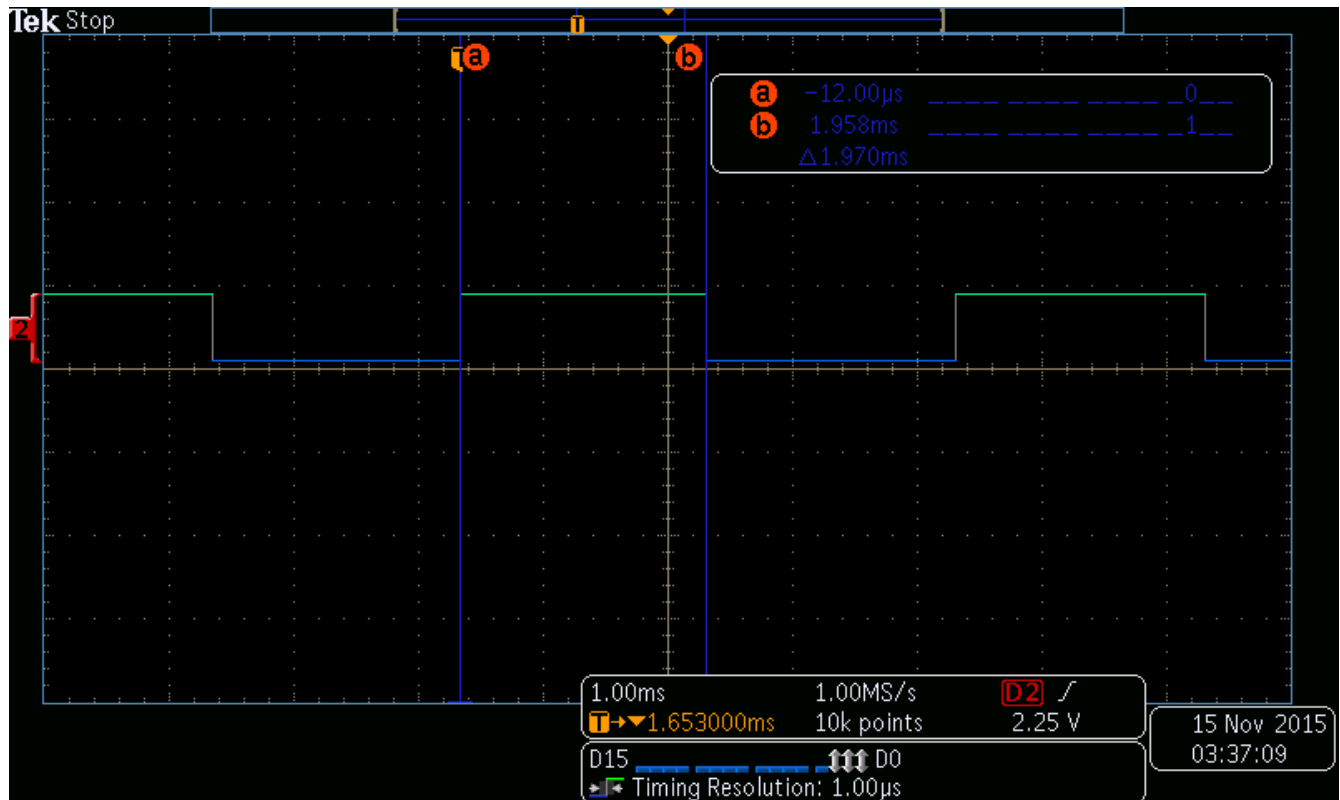 Tek Stop
T
T a b
a -12.00µs ____ ____ ____ _0__
b 1.958ms ____ ____ ____ _1__
△1.970ms
2
1.00ms 1.00MS/s D2
T→▼1.653000ms 10k points 2.25 V
15 Nov 2015
03:37:09
D15 D0
Timing Resolution: 1.00µs